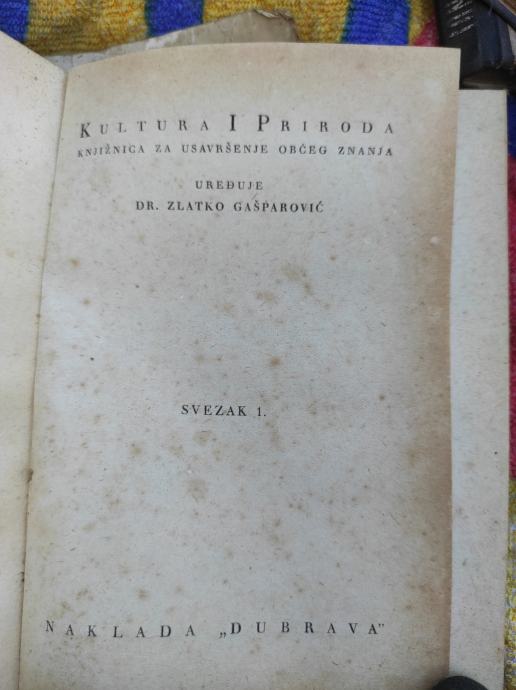 KULTURA I PRIRODA
KNJIŽNICA ZA USAVRŠENJE OBĆEG ZNANJA
UREĐUJE
DR. ZLATKO GAŠPAROVIĆ
SVEZAK 1.
NAKLADA „DUBRAVA"